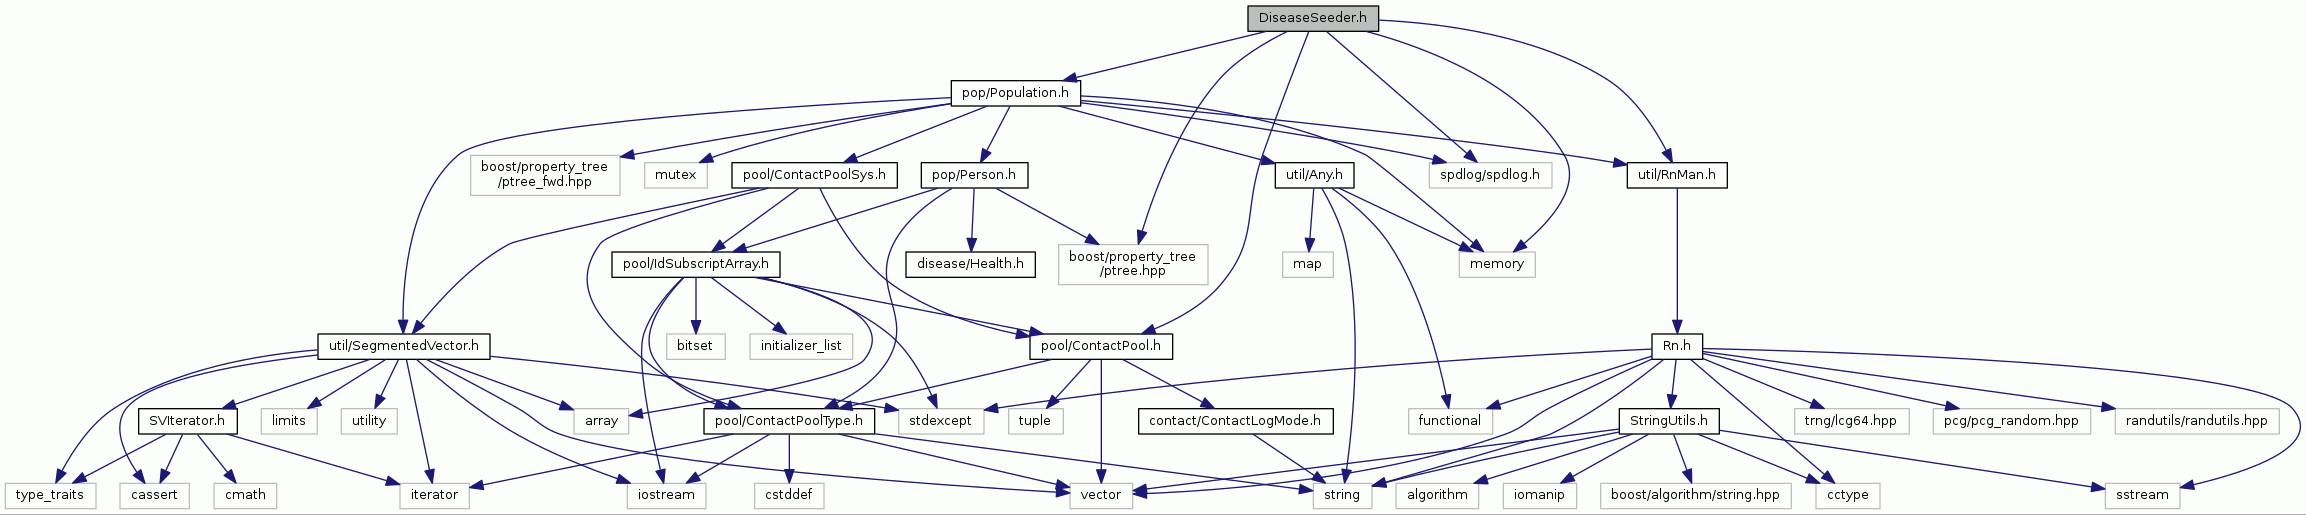 DiseaseSeeder.h
pop/Population.h
boost/property_tree
/ptree_fwd.hpp
mutex
pool/ContactPoolSys.h
pop/Person.h
util/Any.h
spdlog/spdlog.h
util/RnMan.h
pool/IdSubscriptArray.h
disease/Health.h
boost/property_tree
/ptree.hpp
map
memory
util/SegmentedVector.h
bitset
initializer_list
pool/ContactPool.h
Rn.h
SVIterator.h
limits
utility
array
pool/ContactPoolType.h
stdexcept
tuple
contact/ContactLogMode.h
functional
StringUtils.h
trng/lcg64.hpp
pcg/pcg_random.hpp
randutils/randutils.hpp
type_traits
cassert
cmath
iterator
iostream
cstddef
vector
string
algorithm
iomanip
boost/algorithm/string.hpp
cctype
sstream